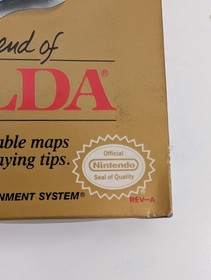 end of
LDA®
able maps
aying tips.
Official
Nintendo
Seal of Quality
NMENT SYSTEM®
REV-A